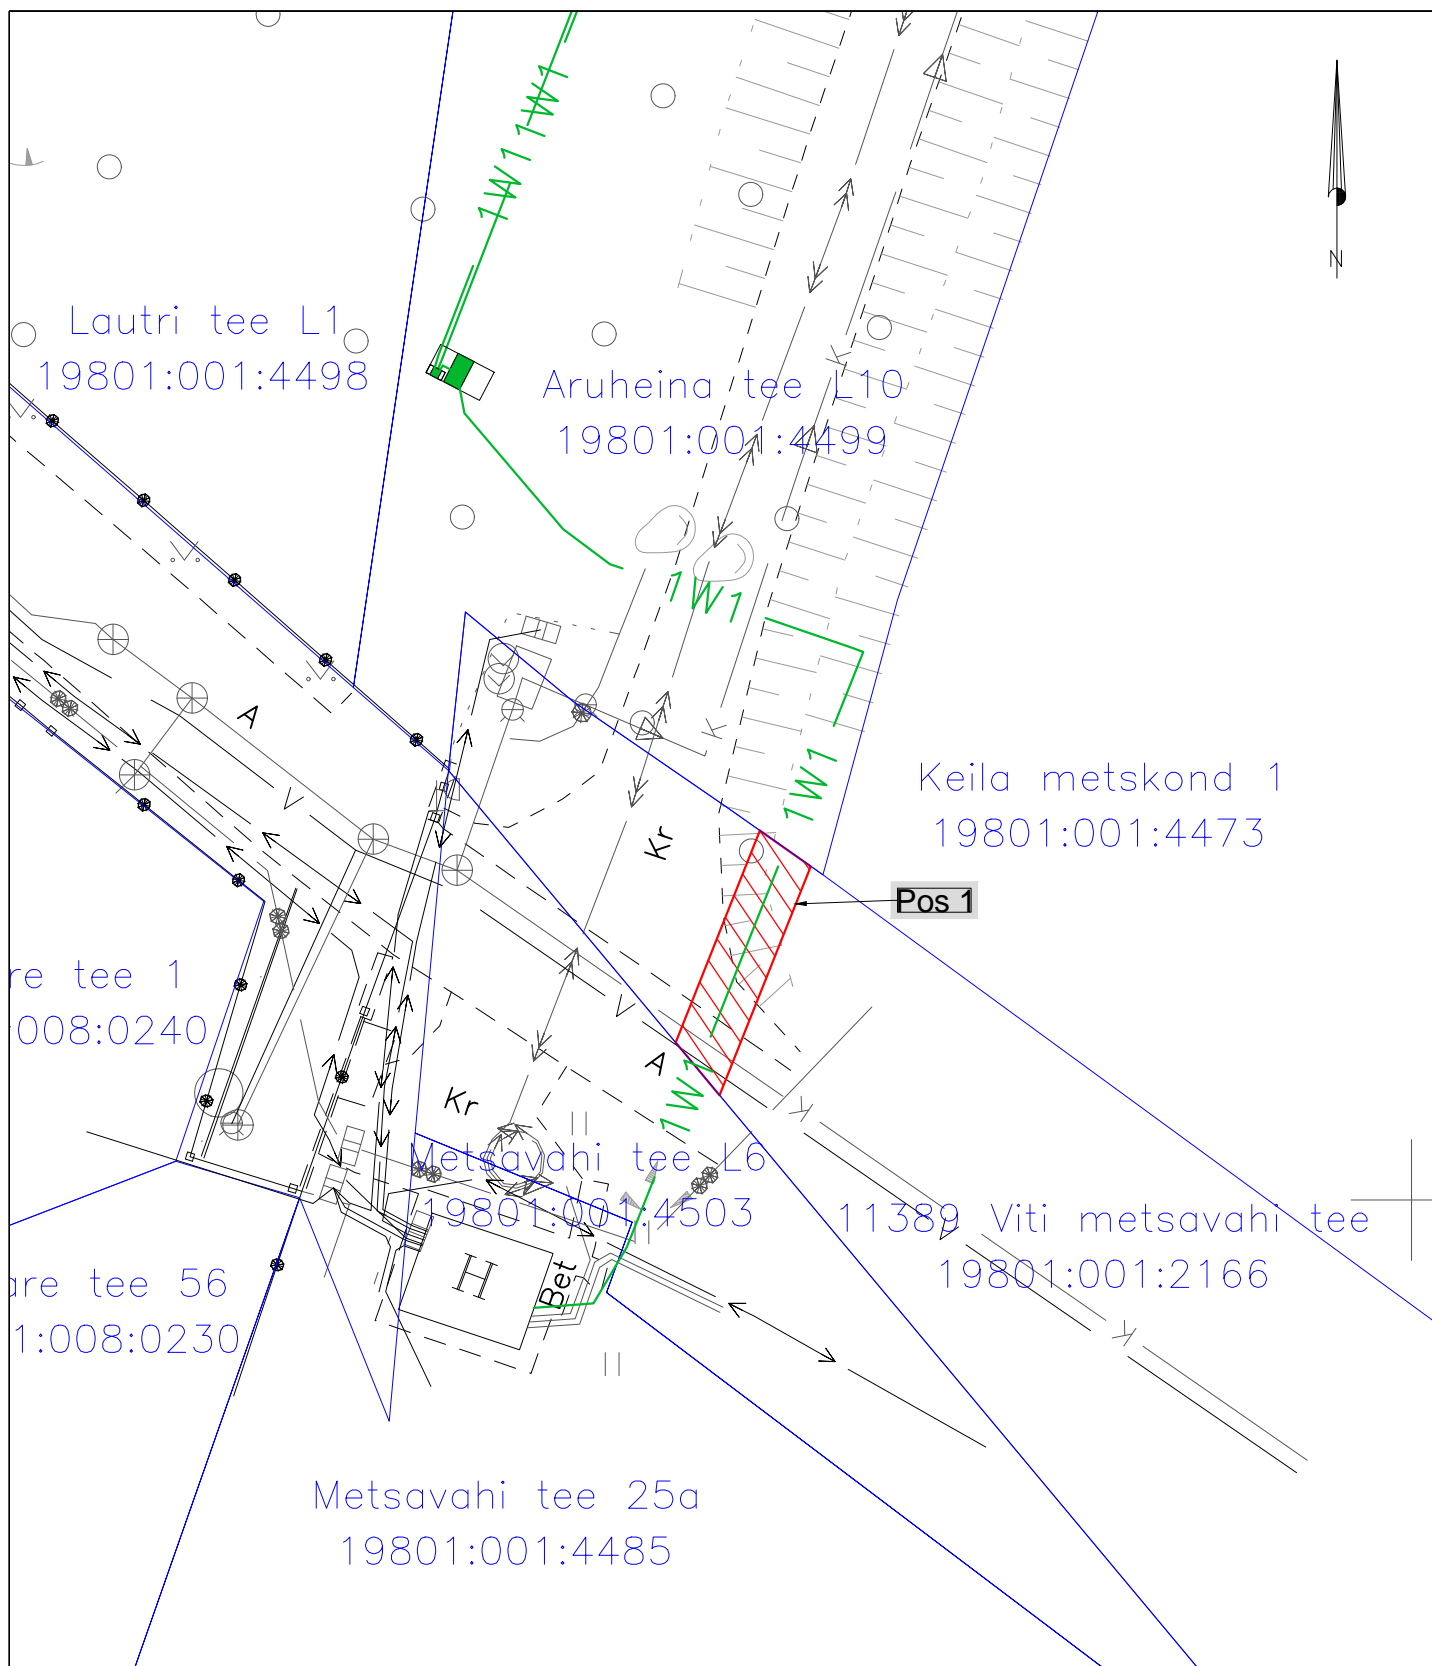 1W1
1W1
N
Lautri tee L1
19801:001:4498
Aruheina tee L10
19801:001:4499
K
1W1
A
K
V
1W1
Keila metskond 1
19801:001:4473
Kr
Pos 1
re tee 1
:008:0240
V
A
1W1
Kr
K
Metsavahi tee L6
19801:001:4503
11389 Viti metsavahi tee
19801:001:2166
are tee 56
1:008:0230
H
Bet
K
Metsavahi tee 25a
19801:001:4485